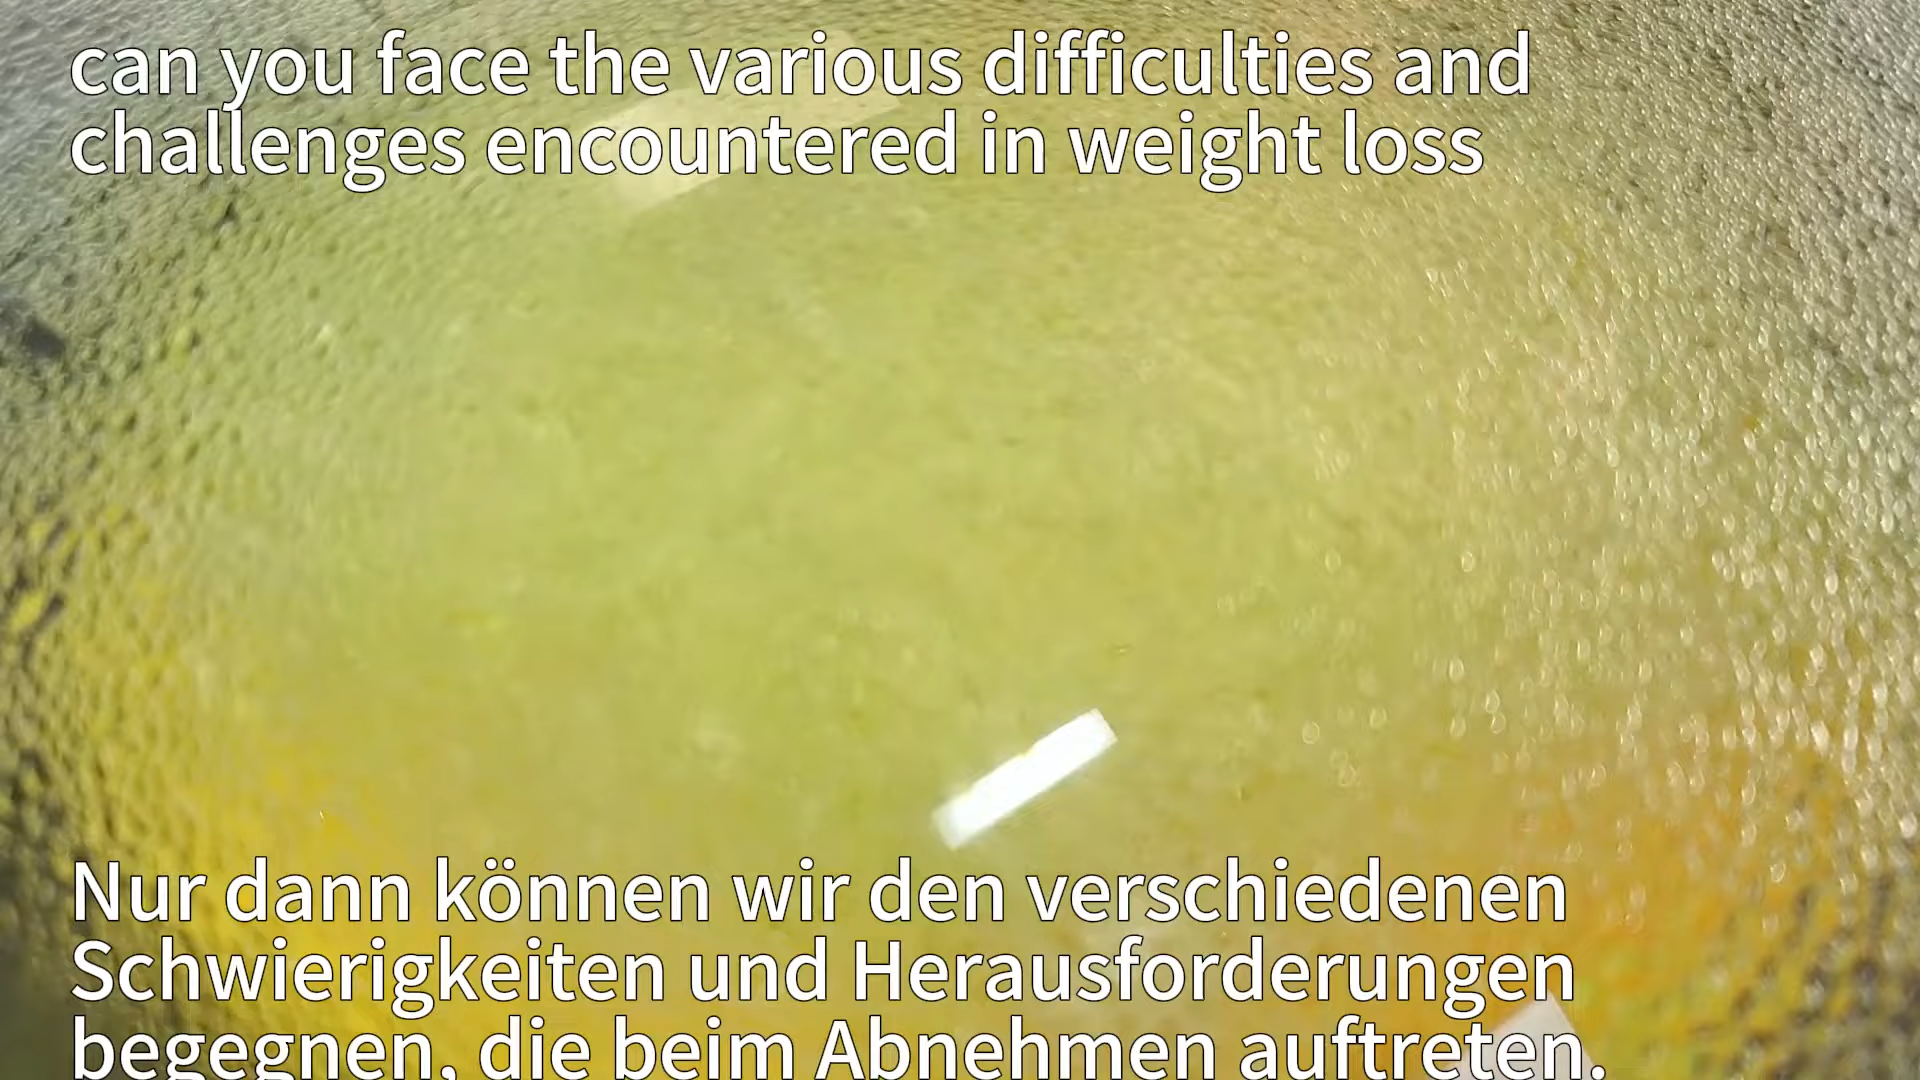 can you face the various difficulties and
challenges encountered in weight loss
Nur dann können wir den verschiedenen
Schwierigkeiten und Herausforderungen
begegnen, die beim Abnehmen auftreten.